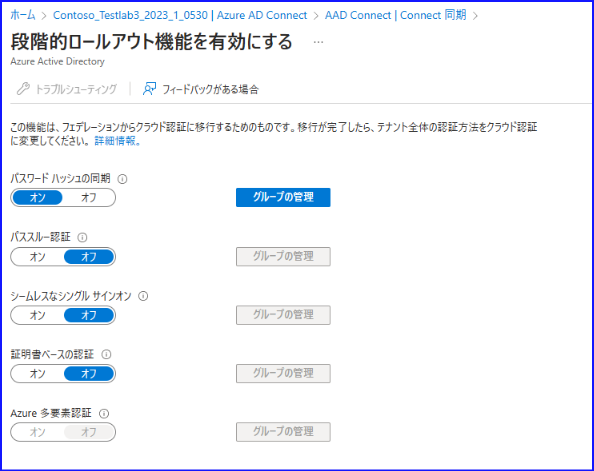 ホーム > Contoso_Testlab3_2023_1_0530 | Azure AD Connect > AAD Connect | Connect 同期 >
段階的ロールアウト機能を有効にする ...
Azure Active Directory
トラブルシューティング | フィードバックがある場合
この機能は、フェデレーションからクラウド認証に移行するためのものです。移行が完了したら、テナント全体の認証方法をクラウド認証
に変更してください。 詳細情報。
パスワード ハッシュの同期
オン オフ グループの管理
パススルー認証
オン オフ グループの管理
シームレスなシングル サインオン
オン オフ グループの管理
証明書ベースの認証
オン オフ グループの管理
Azure 多要素認証
オン オフ グループの管理